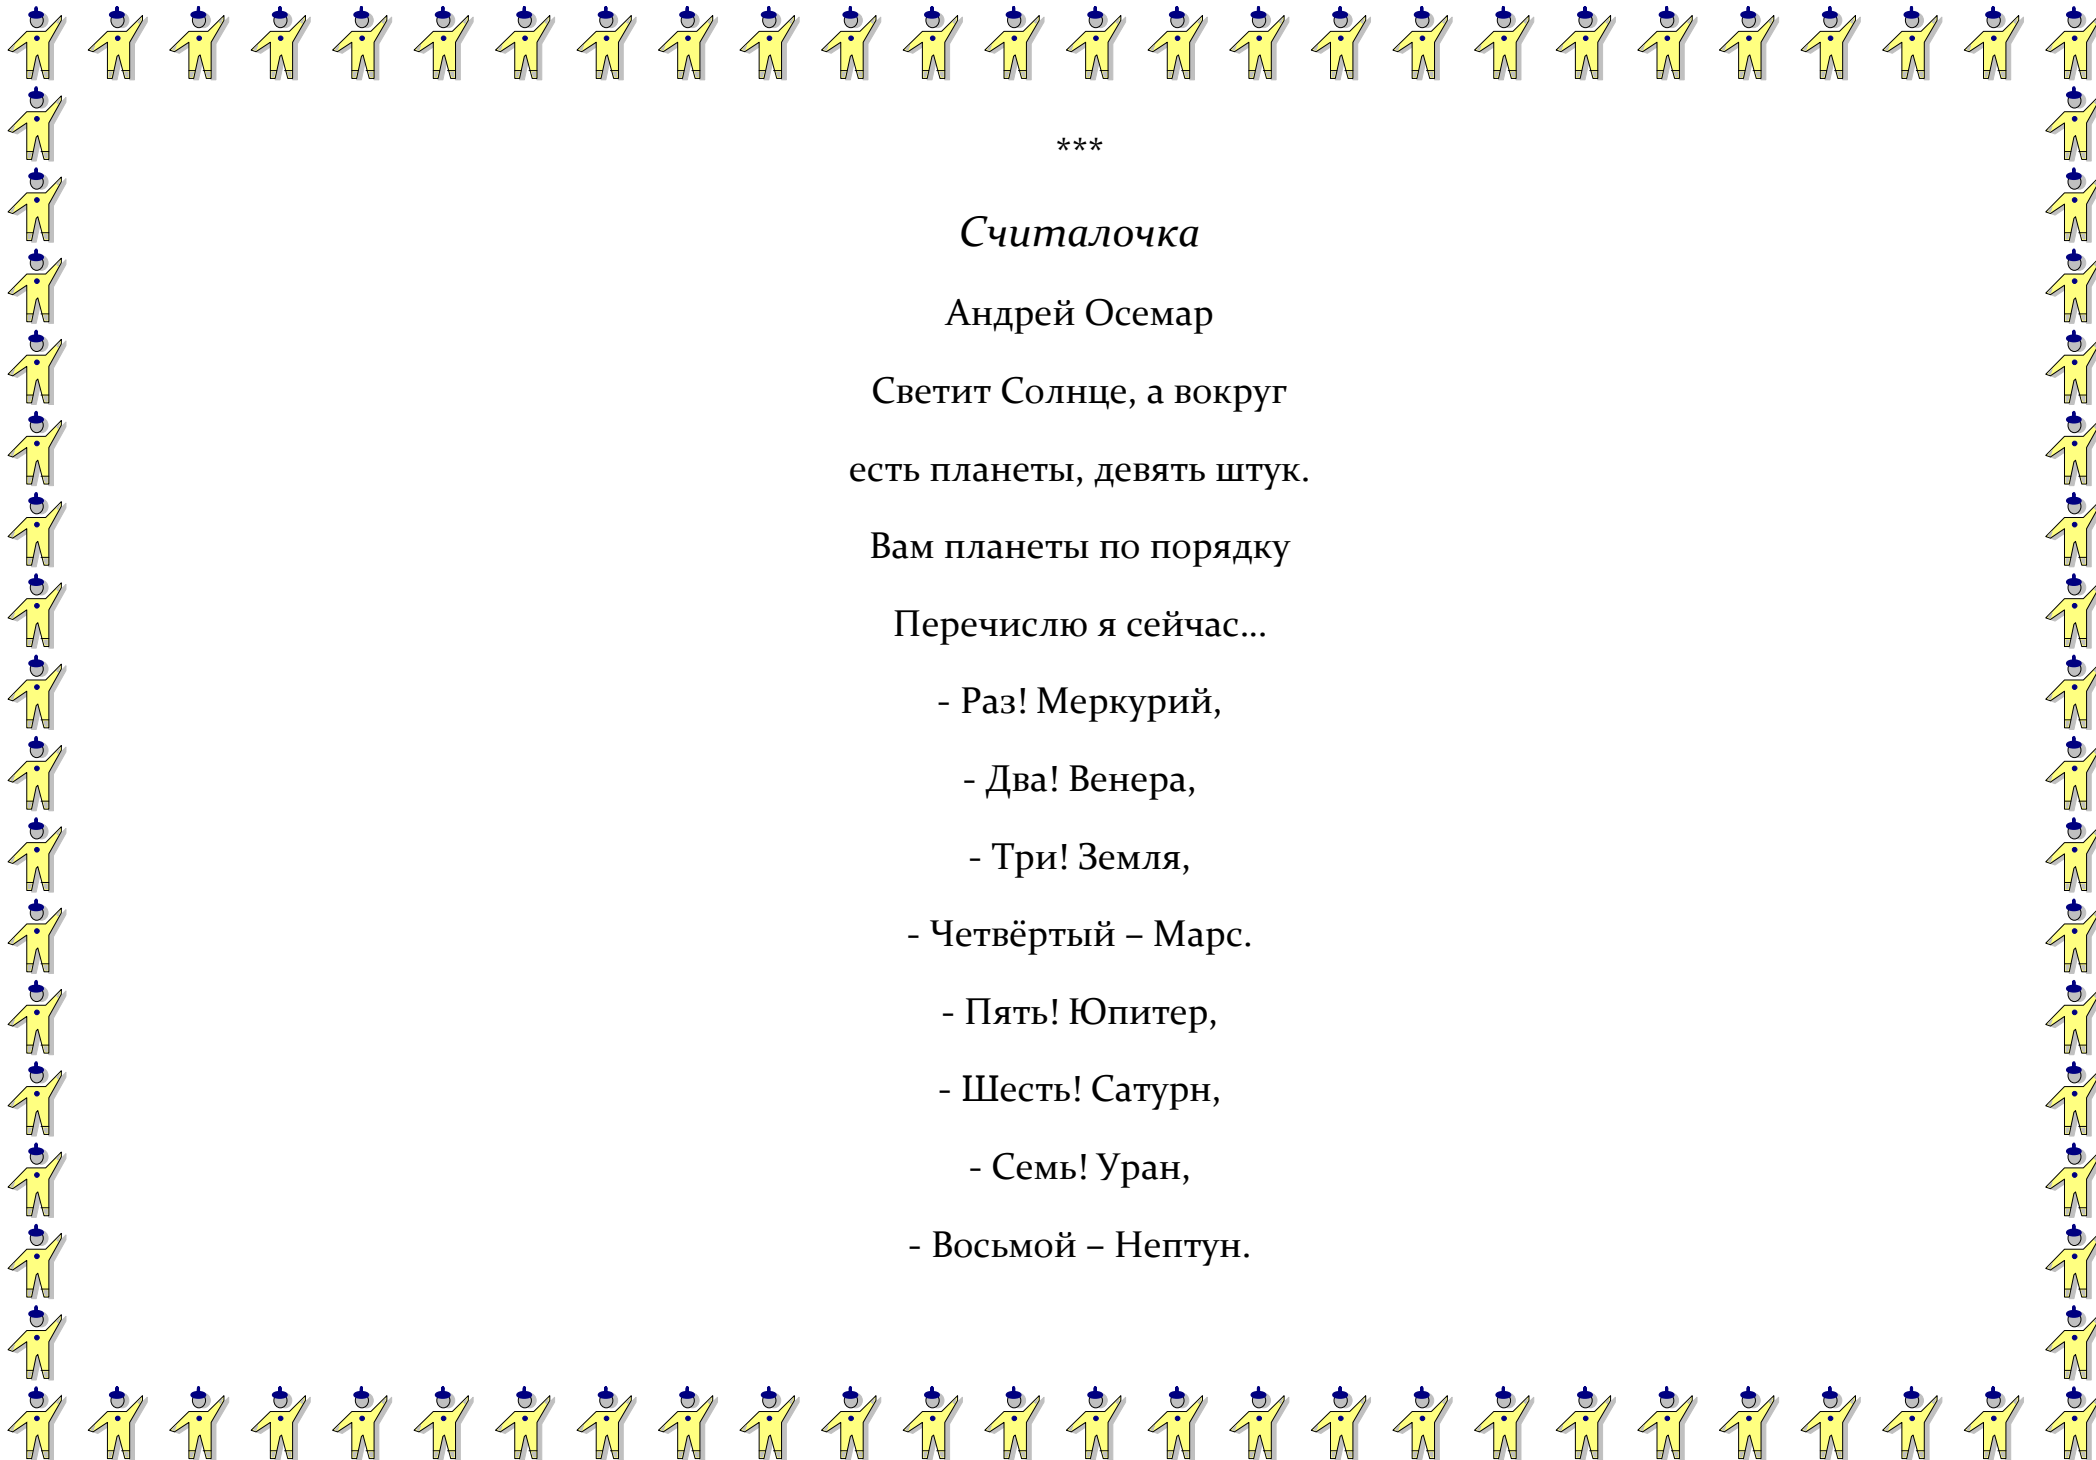 ***
Считалочка
Андрей Осемар
Светит Солнце, а вокруг
есть планеты, девять штук.
Вам планеты по порядку
Перечислю я сейчас...
- Раз! Меркурий,
- Два! Венера,
- Три! Земля,
- Четвёртый – Марс.
- Пять! Юпитер,
- Шесть! Сатурн,
- Семь! Уран,
- Восьмой – Нептун.